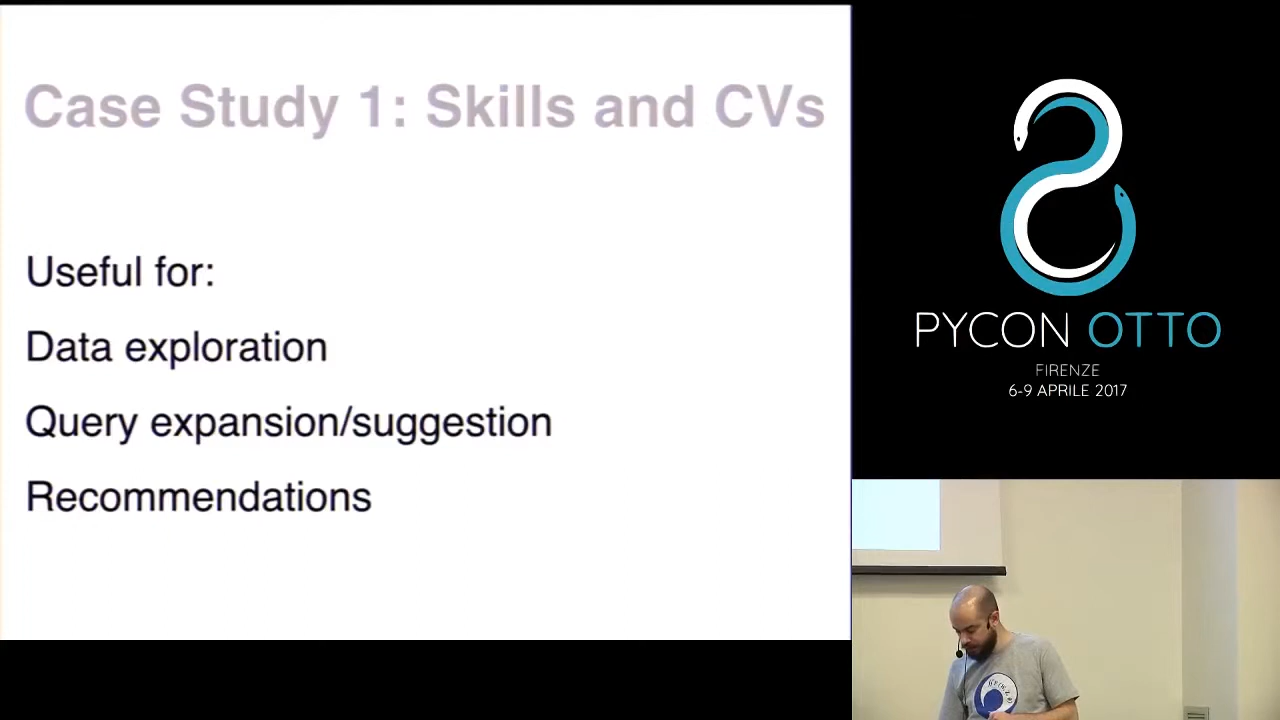 Case Study 1: Skills and CVs
Useful for:
Data exploration
Query expansion/suggestion
Recommendations
PYCON OTTO
FIRENZE
6-9 APRILE 2017